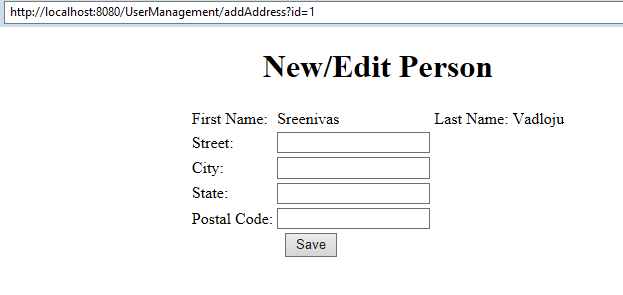 http://localhost:8080/UserManagement/addAddress?id=1
New/Edit Person
First Name: Sreenivas Last Name: Vadloju
Street:
City:
State:
Postal Code:
Save